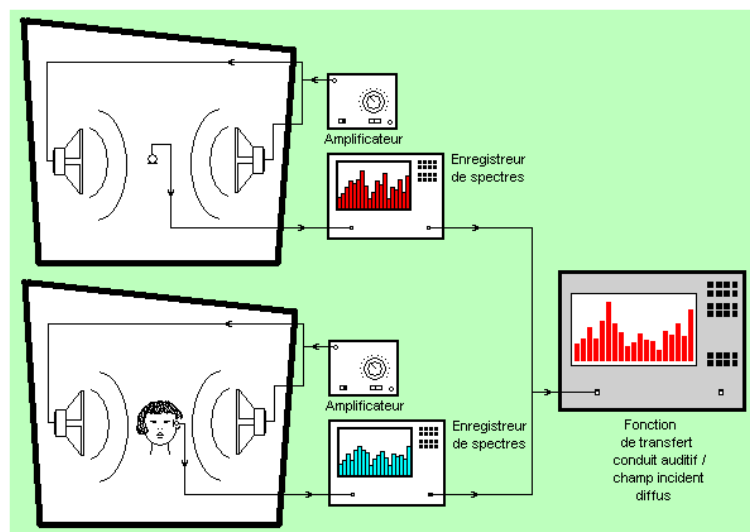 Amplificateur
Enregistreur
de spectres
Amplificateur
Enregistreur
de spectres
Fonction
de transfert
conduit auditif /
champ incident
diffus